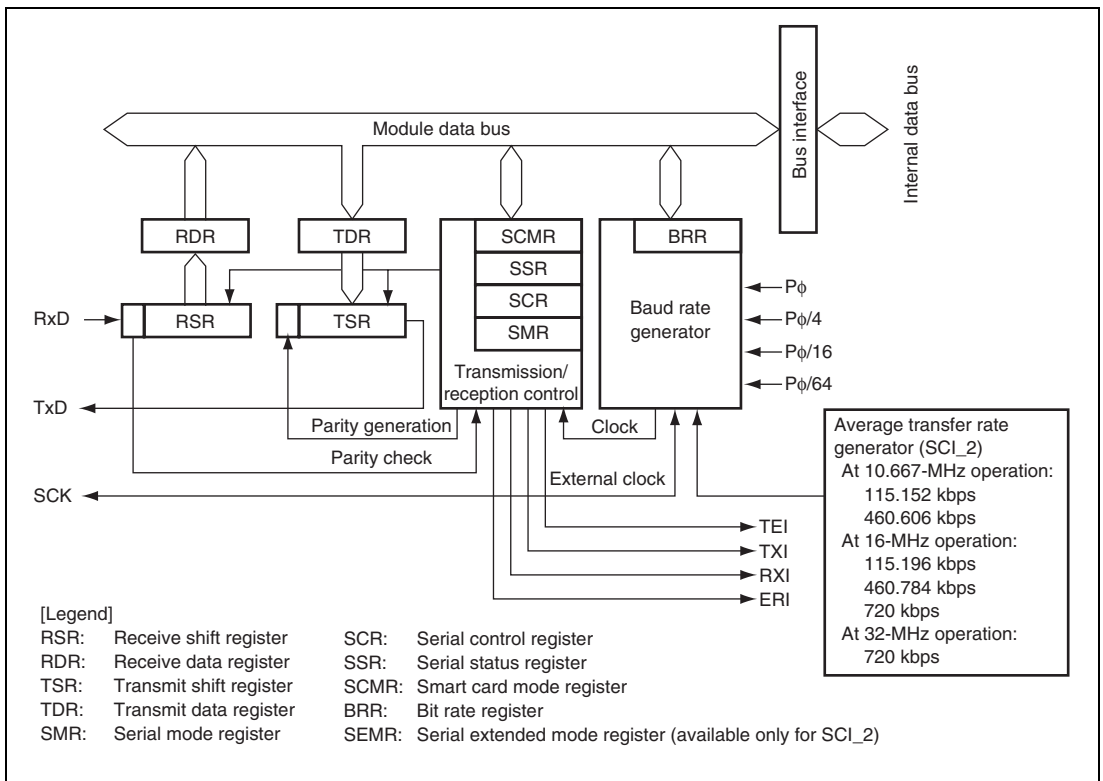 Module data bus
Bus interface
Internal data bus
RDR
TDR
SCMR
BRR
SSR
SCR
SMR
RxD
RSR
TSR
Baud rate
generator
Pϕ
Pϕ/4
Pϕ/16
Pϕ/64
Transmission/
reception control
TxD
Parity generation
Clock
Parity check
External clock
SCK
TEI
TXI
RXI
ERI
Average transfer rate
generator (SCI_2)
At 10.667-MHz operation:
115.152 kbps
460.606 kbps
At 16-MHz operation:
115.196 kbps
460.784 kbps
720 kbps
At 32-MHz operation:
720 kbps
[Legend]
RSR: Receive shift register
RDR: Receive data register
TSR: Transmit shift register
TDR: Transmit data register
SMR: Serial mode register
SCR: Serial control register
SSR: Serial status register
SCMR: Smart card mode register
BRR: Bit rate register
SEMR: Serial extended mode register (available only for SCI_2)